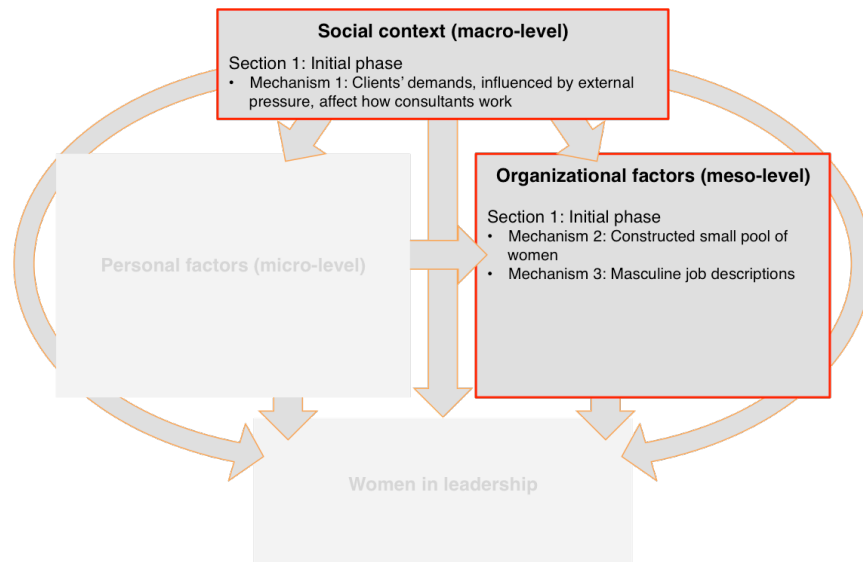 Social context (macro-level)
Section 1: Initial phase
• Mechanism 1: Clients' demands, influenced by external
pressure, affect how consultants work
Organizational factors (meso-level)
Section 1: Initial phase
• Mechanism 2: Constructed small pool of
women
• Mechanism 3: Masculine job descriptions
Personal factors (micro-level)
Women in leadership